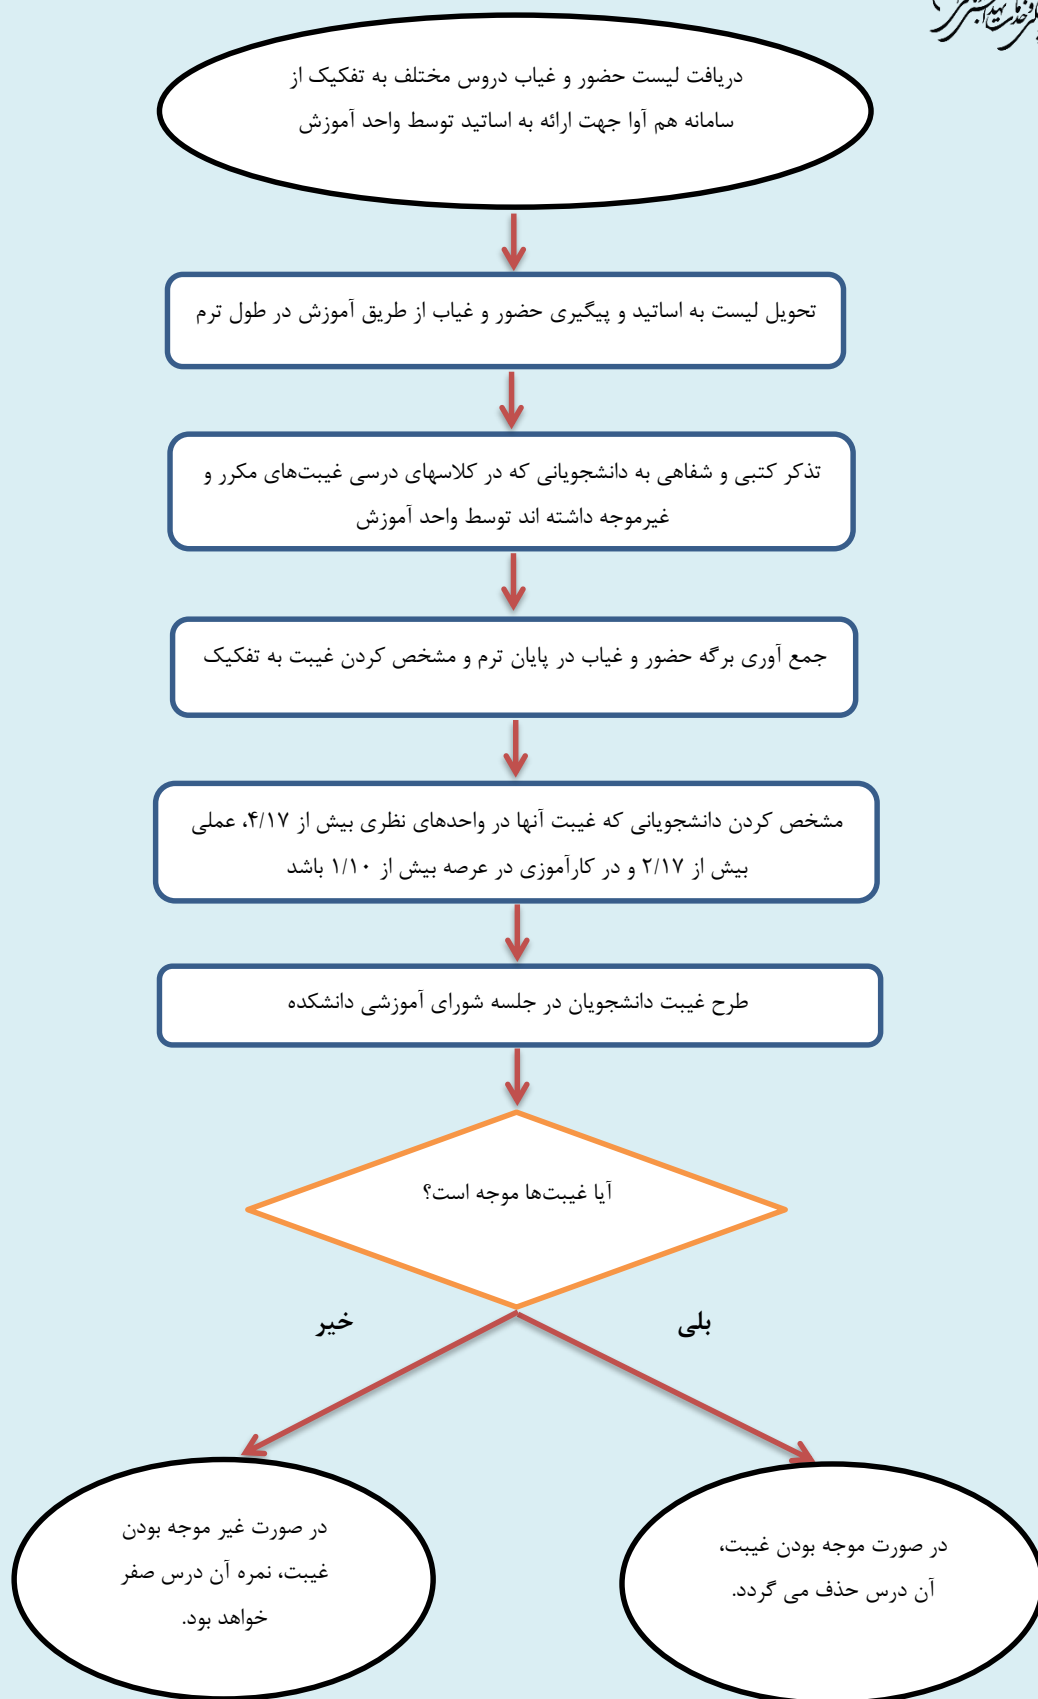 دریافت لیست حضور و غیاب دروس مختلف به تفکیک از
سامانه هم آوا جهت ارائه به اساتید توسط واحد آموزش
تحویل لیست به اساتید و پیگیری حضور و غیاب از طریق آموزش در طول ترم
تذکر کتبی و شفاهی به دانشجویانی که در کلاسهای درسی غیبت‌های مکرر و
غیرموجه داشته اند توسط واحد آموزش
جمع آوری برگه حضور و غیاب در پایان ترم و مشخص کردن غیبت به تفکیک
مشخص کردن دانشجویانی که غیبت آنها در واحدهای نظری بیش از ۴/۱۷، عملی
بیش از ۲/۱۷ و در کارآموزی در عرصه بیش از ۱/۱۰ باشد
طرح غیبت دانشجویان در جلسه شورای آموزشی دانشکده
آیا غیبت‌ها موجه است؟
بلی
خیر
در صورت موجه بودن غیبت،
آن درس حذف می گردد.
در صورت غیر موجه بودن
غیبت، نمره آن درس صفر
خواهد بود.